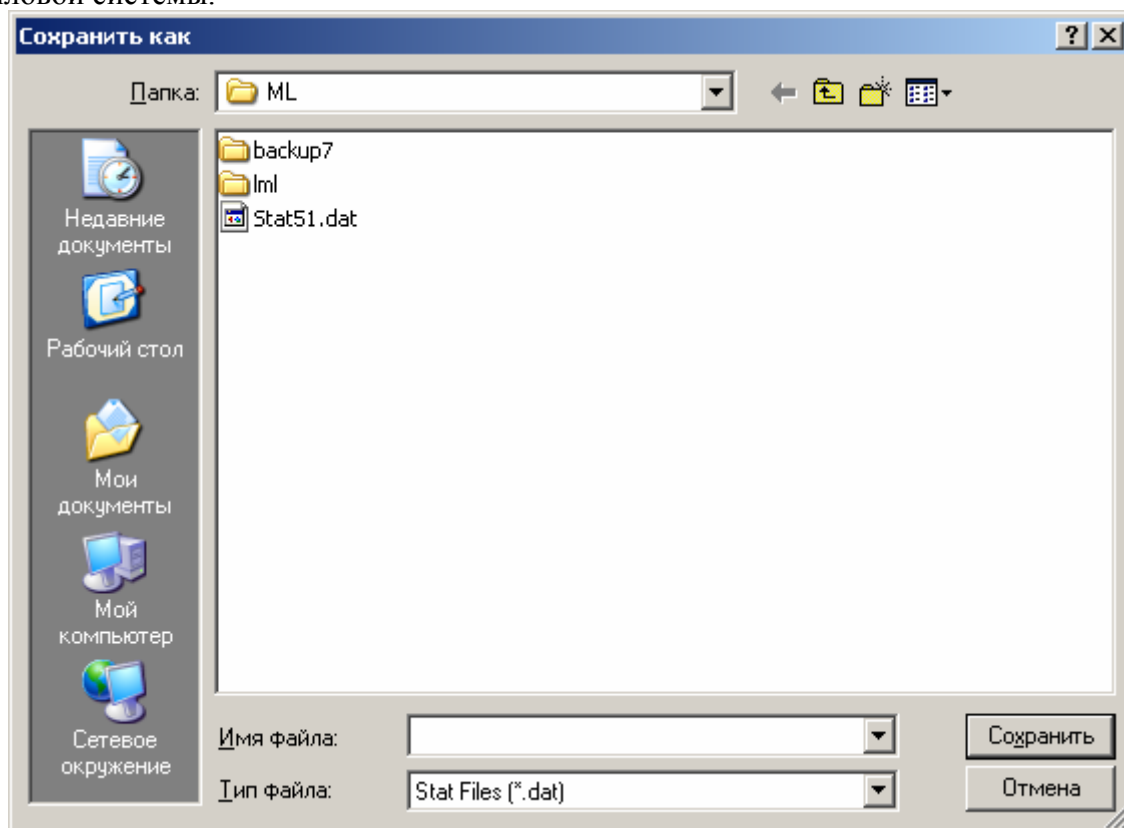 Сохранить как
Папка:
ML
backup7
lml
Stat51.dat
Недавние
документы
Рабочий стол
Мои
документы
Мой
компьютер
Сетевое
окружение
Имя файла:
Сохранить
Тип файла:
Stat Files (*.dat)
Отмена